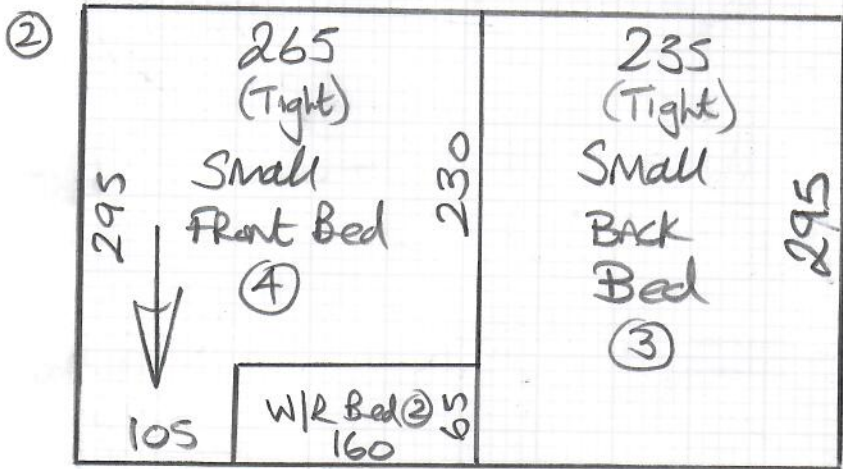 ②
265
(Tight)
Small
FRont Bed
④
295
230
105
W/R Bed②
160
65
235
(Tight)
Small
BACK
Bed
③
295